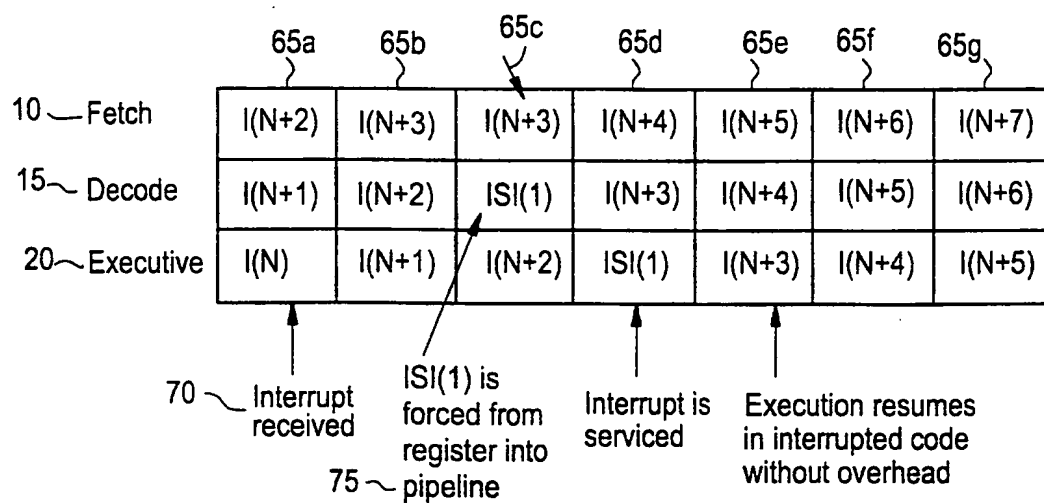 65a 65b 65c 65d 65e 65f 65g
10 Fetch I(N+2) I(N+3) I(N+3) I(N+4) I(N+5) I(N+6) I(N+7)
15 Decode I(N+1) I(N+2) ISI(1) I(N+3) I(N+4) I(N+5) I(N+6)
20 Executive I(N) I(N+1) I(N+2) ISI(1) I(N+3) I(N+4) I(N+5)
70 Interrupt
received
ISI(1) is
forced from
register into
75 pipeline
Interrupt is
serviced
Execution resumes
in interrupted code
without overhead